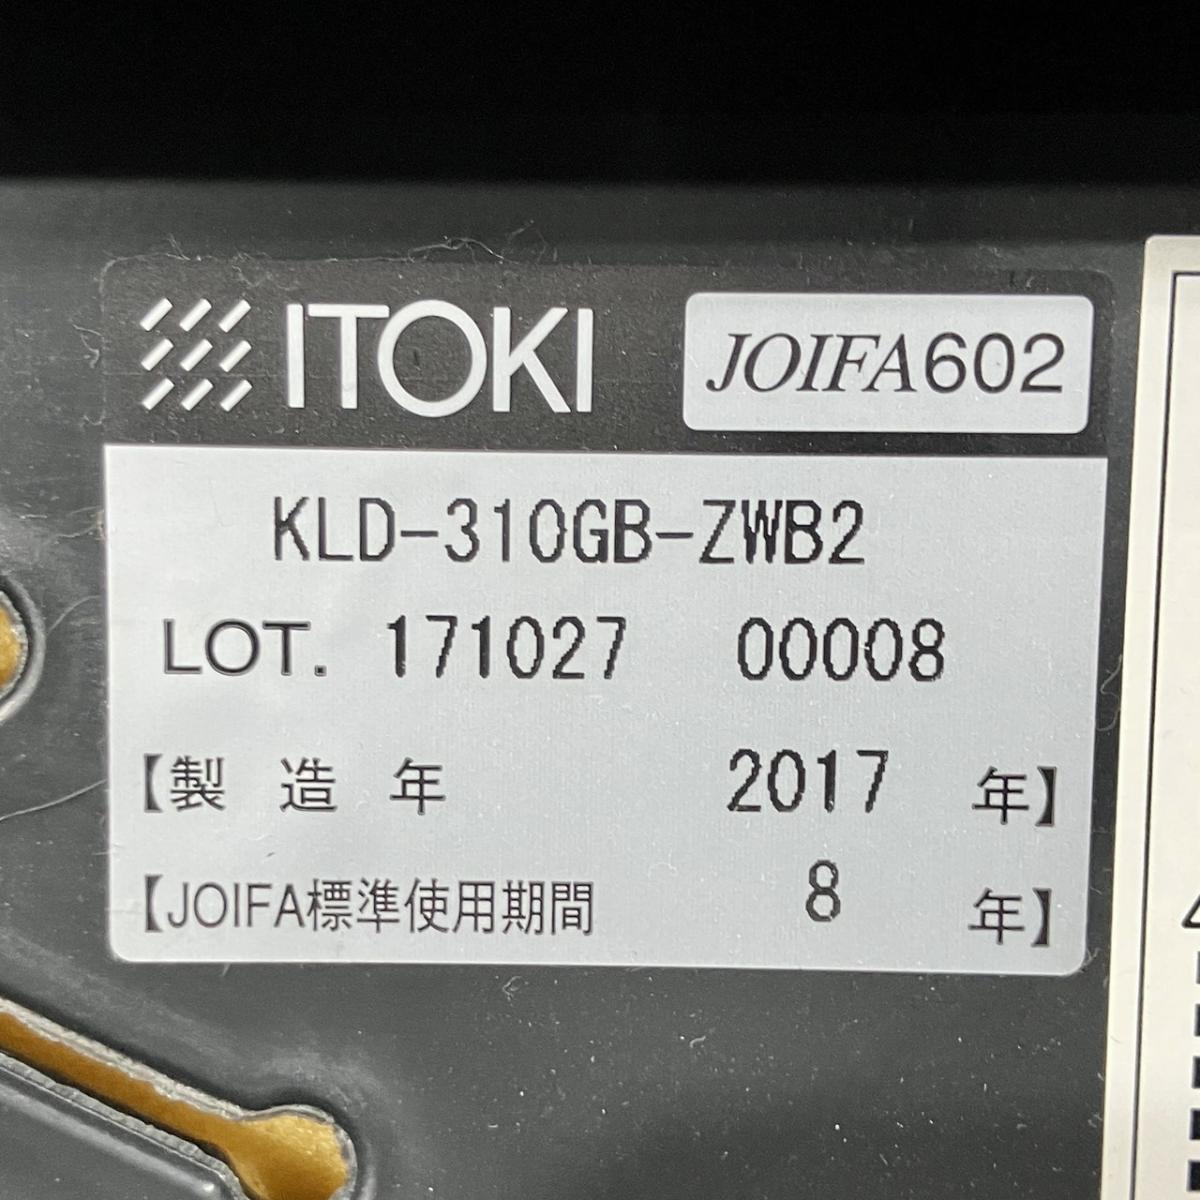 ITOKI JOIFA602
KLD-310GB-ZWB2
LOT. 171027 00008
【製 造 年 2017 年】
【JOIFA標準使用期間 8 年】